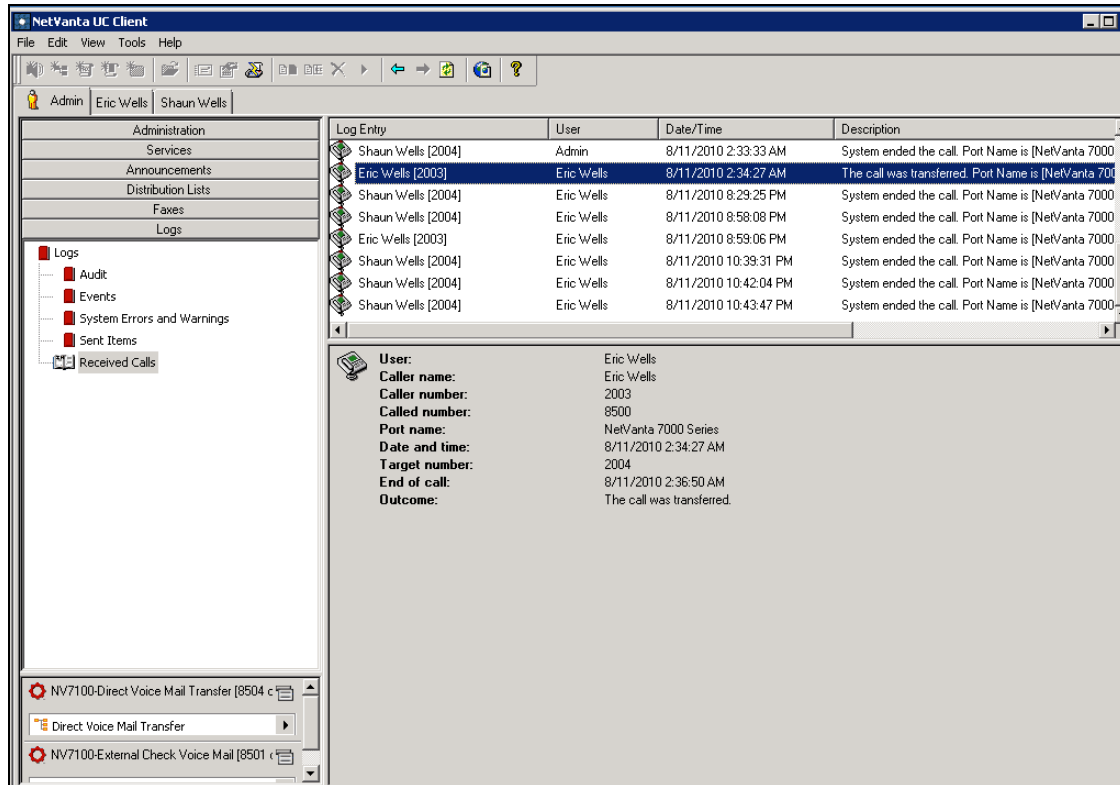 NetVanta UC Client
File Edit View Tools Help
Admin Eric Wells Shaun Wells
Administration
Services
Announcements
Distribution Lists
Faxes
Logs
Logs
Audit
Events
System Errors and Warnings
Sent Items
Received Calls
NV7100-Direct Voice Mail Transfer [8504 c
Direct Voice Mail Transfer
NV7100-External Check Voice Mail [8501 c
Log Entry User Date/Time Description
Shaun Wells [2004] Admin 8/11/2010 2:33:33 AM System ended the call. Port Name is [NetVanta 7000
Eric Wells [2003] Eric Wells 8/11/2010 2:34:27 AM The call was transferred. Port Name is [NetVanta 700
Shaun Wells [2004] Eric Wells 8/11/2010 8:29:25 PM System ended the call. Port Name is [NetVanta 7000
Shaun Wells [2004] Eric Wells 8/11/2010 8:58:08 PM System ended the call. Port Name is [NetVanta 7000
Eric Wells [2003] Eric Wells 8/11/2010 8:59:06 PM System ended the call. Port Name is [NetVanta 7000
Shaun Wells [2004] Eric Wells 8/11/2010 10:39:31 PM System ended the call. Port Name is [NetVanta 7000
Shaun Wells [2004] Eric Wells 8/11/2010 10:42:04 PM System ended the call. Port Name is [NetVanta 7000
Shaun Wells [2004] Eric Wells 8/11/2010 10:43:47 PM System ended the call. Port Name is [NetVanta 7000
User: Eric Wells
Caller name: Eric Wells
Caller number: 2003
Called number: 8500
Port name: NetVanta 7000 Series
Date and time: 8/11/2010 2:34:27 AM
Target number: 2004
End of call: 8/11/2010 2:36:50 AM
Outcome: The call was transferred.